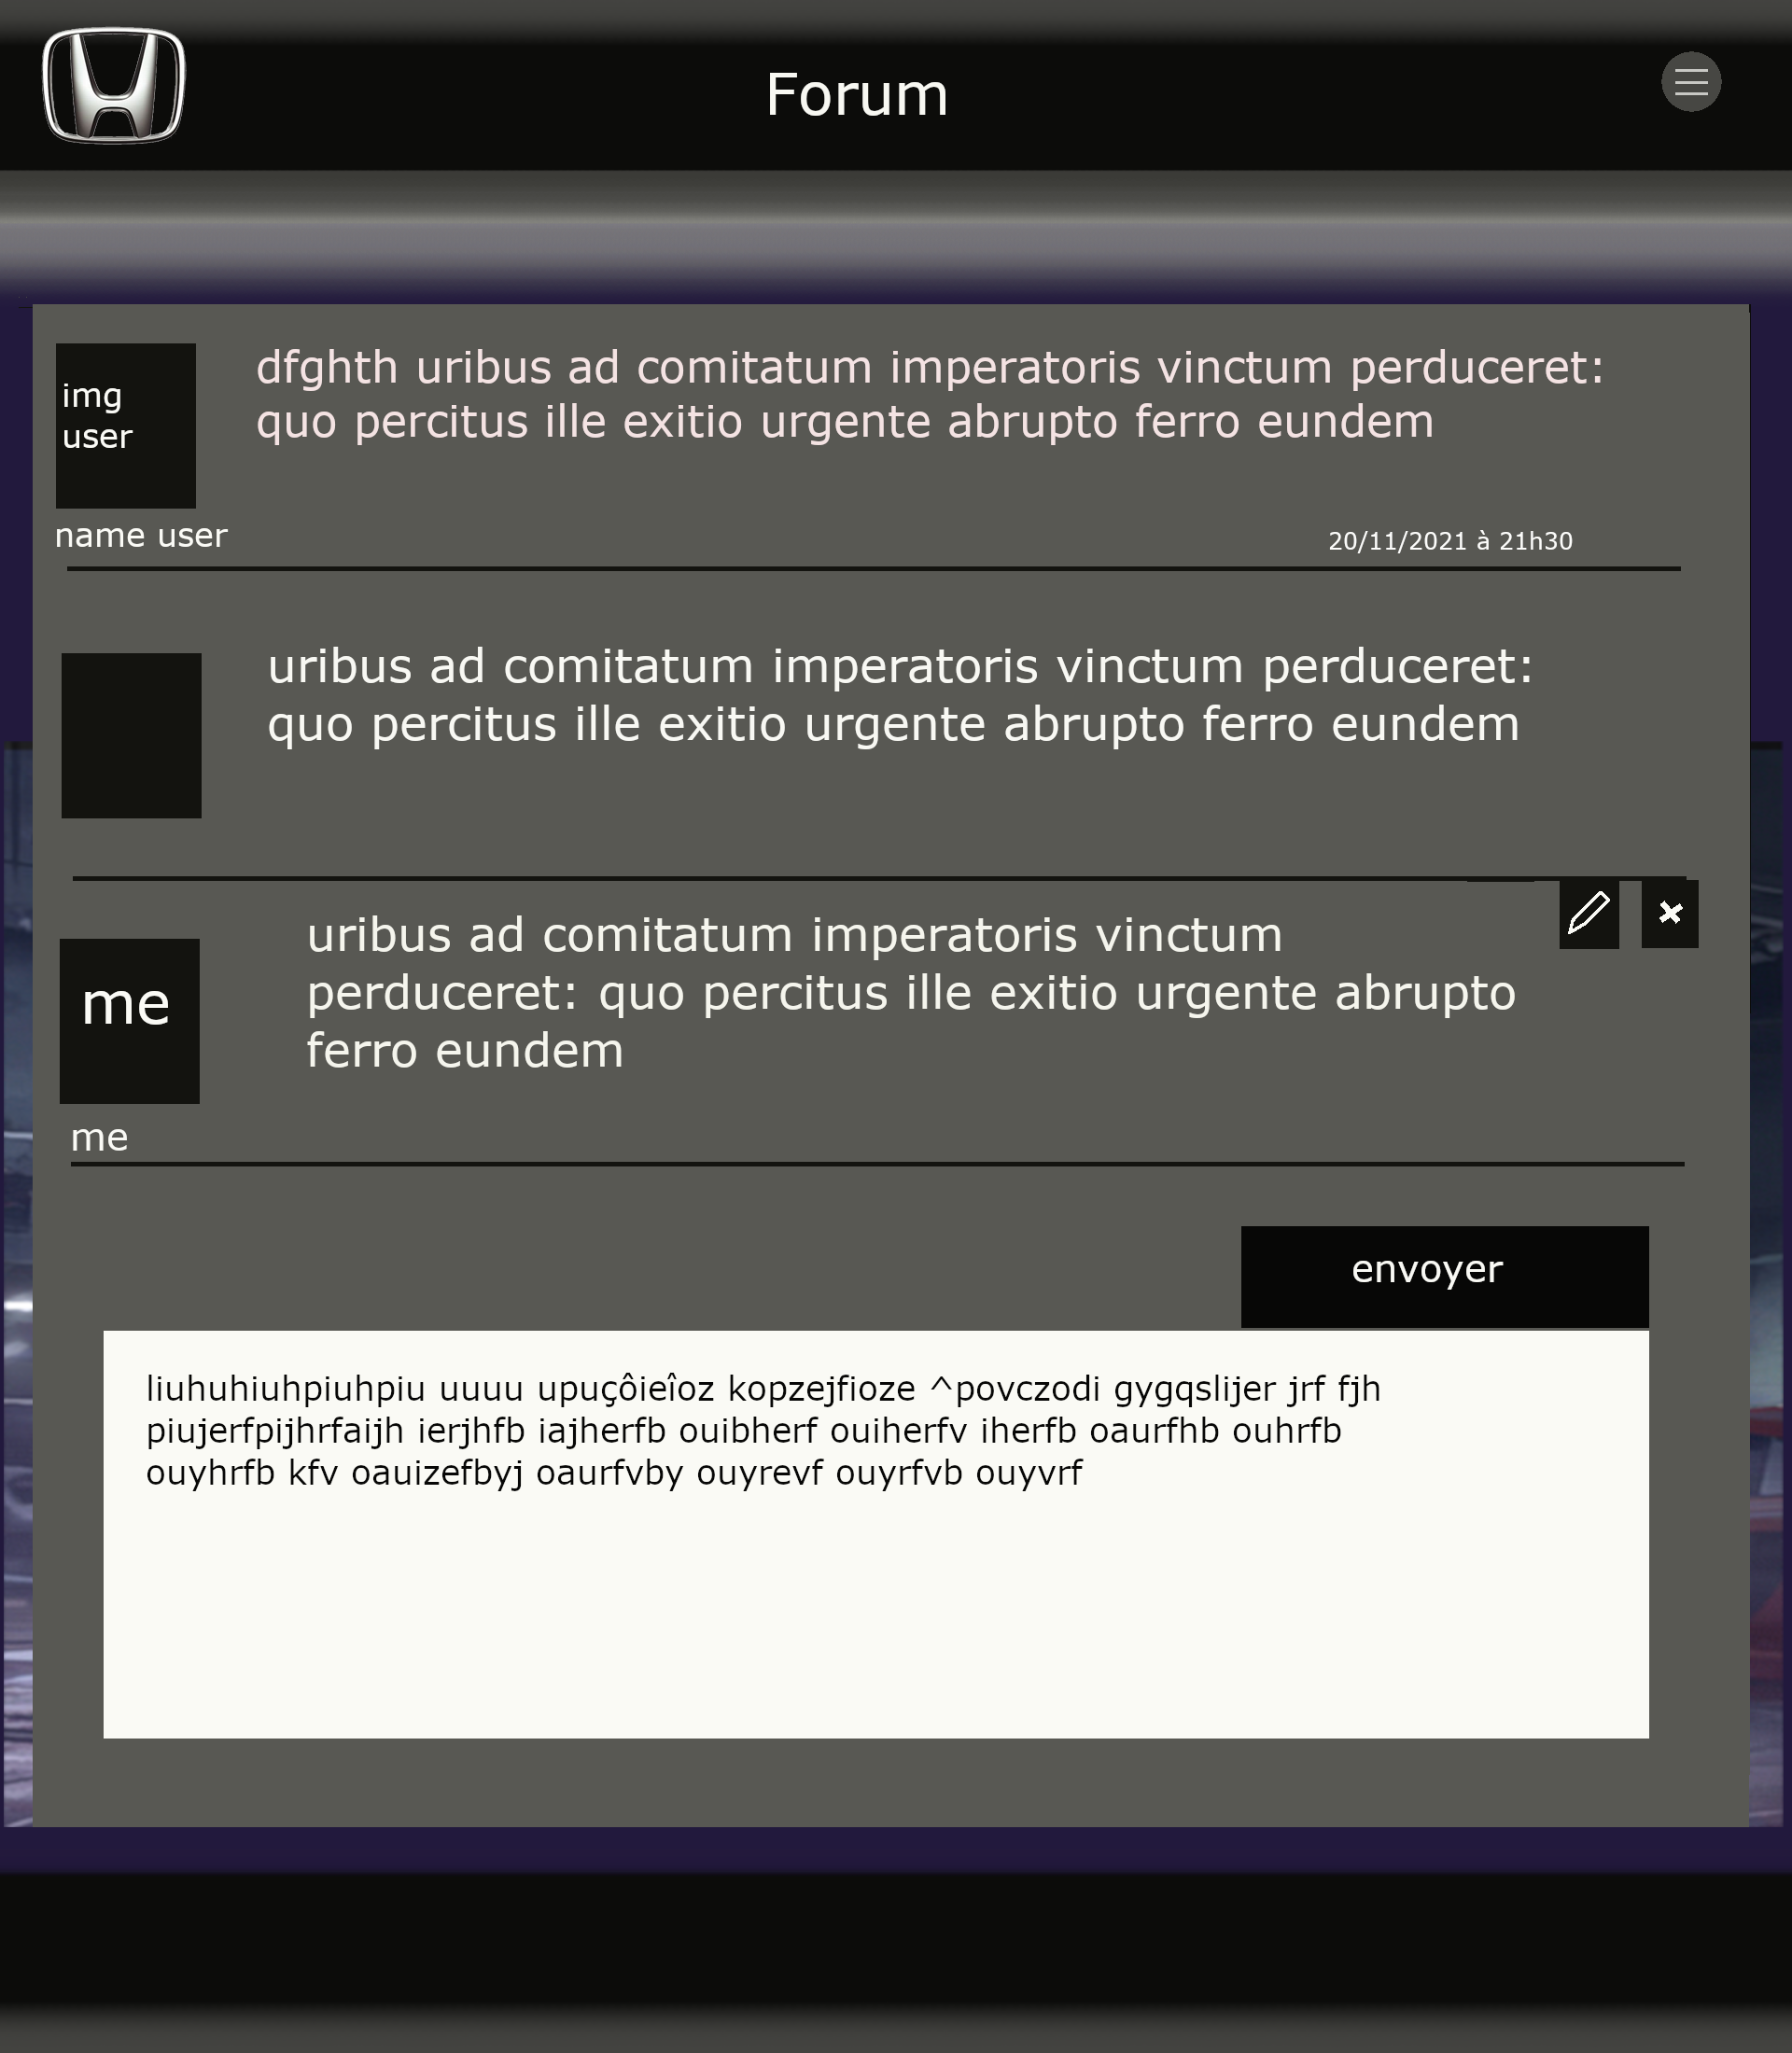 Forum
img
user
dfghth uribus ad comitatum imperatoris vinctum perduceret:
quo percitus ille exitio urgente abrupto ferro eundem
name user
20/11/2021 à 21h30
uribus ad comitatum imperatoris vinctum perduceret:
quo percitus ille exitio urgente abrupto ferro eundem
me
uribus ad comitatum imperatoris vinctum
perduceret: quo percitus ille exitio urgente abrupto
ferro eundem
me
envoyer
liuhuhiuhpiuhpiu uuuu upuçôieîoz kopzejfioze ^povczodi gygqslijer jrf fjh
piujerfpijhrfaijh ierjhfb iajherfb ouibherf ouiherfv iherfb oaurfhb ouhrfb
ouyhrfb kfv oauizefbyj oaurfvby ouyrevf ouyrfvb ouyvrf